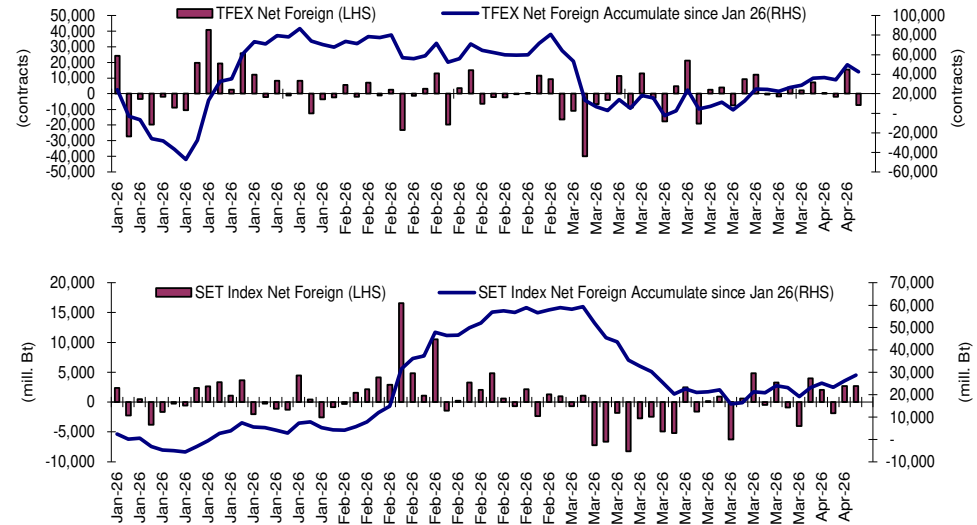 TFEX Net Foreign (LHS)
TFEX Net Foreign Accumulate since Jan 26(RHS)
(contracts)
50,000
40,000
30,000
20,000
10,000
0
-10,000
-20,000
-30,000
-40,000
-50,000
100,000
80,000
60,000
40,000
20,000
-
-20,000
-40,000
-60,000
(contracts)
Jan-26
Jan-26
Jan-26
Jan-26
Jan-26
Jan-26
Jan-26
Jan-26
Jan-26
Jan-26
Feb-26
Feb-26
Feb-26
Feb-26
Feb-26
Feb-26
Feb-26
Feb-26
Feb-26
Feb-26
Mar-26
Mar-26
Mar-26
Mar-26
Mar-26
Mar-26
Mar-26
Mar-26
Mar-26
Mar-26
Mar-26
Apr-26
Apr-26
SET Index Net Foreign (LHS)
SET Index Net Foreign Accumulate since Jan 26(RHS)
(mill. Bt)
20,000
15,000
10,000
5,000
0
-5,000
-10,000
70,000
60,000
50,000
40,000
30,000
20,000
10,000
-
-10,000
(mill. Bt)
Jan-26
Jan-26
Jan-26
Jan-26
Jan-26
Jan-26
Jan-26
Jan-26
Jan-26
Jan-26
Feb-26
Feb-26
Feb-26
Feb-26
Feb-26
Feb-26
Feb-26
Feb-26
Feb-26
Feb-26
Mar-26
Mar-26
Mar-26
Mar-26
Mar-26
Mar-26
Mar-26
Mar-26
Mar-26
Mar-26
Mar-26
Apr-26
Apr-26